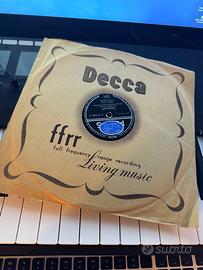 Decca
ffrr
full frequency range recording
Living music
subito